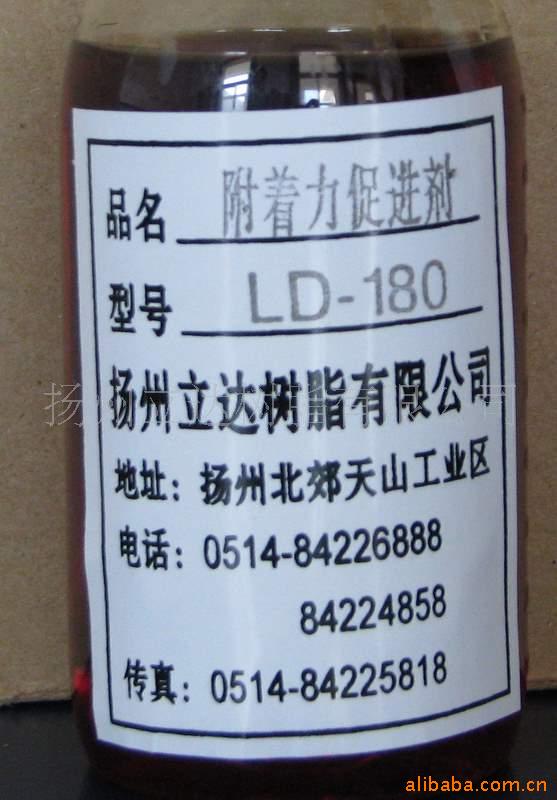 品名 附着力促进剂
型号 LD-180
扬州立达树脂有限公司
地址：扬州北郊天山工业区
电话：0514-84226888
84224858
传真：0514-84225818
alibaba.com.cn